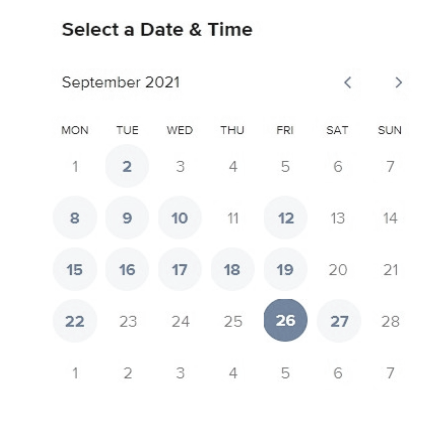 Select a Date & Time
September 2021
MON TUE WED THU FRI SAT SUN
1 2 3 4 5 6 7
8 9 10 11 12 13 14
15 16 17 18 19 20 21
22 23 24 25 26 27 28
1 2 3 4 5 6 7